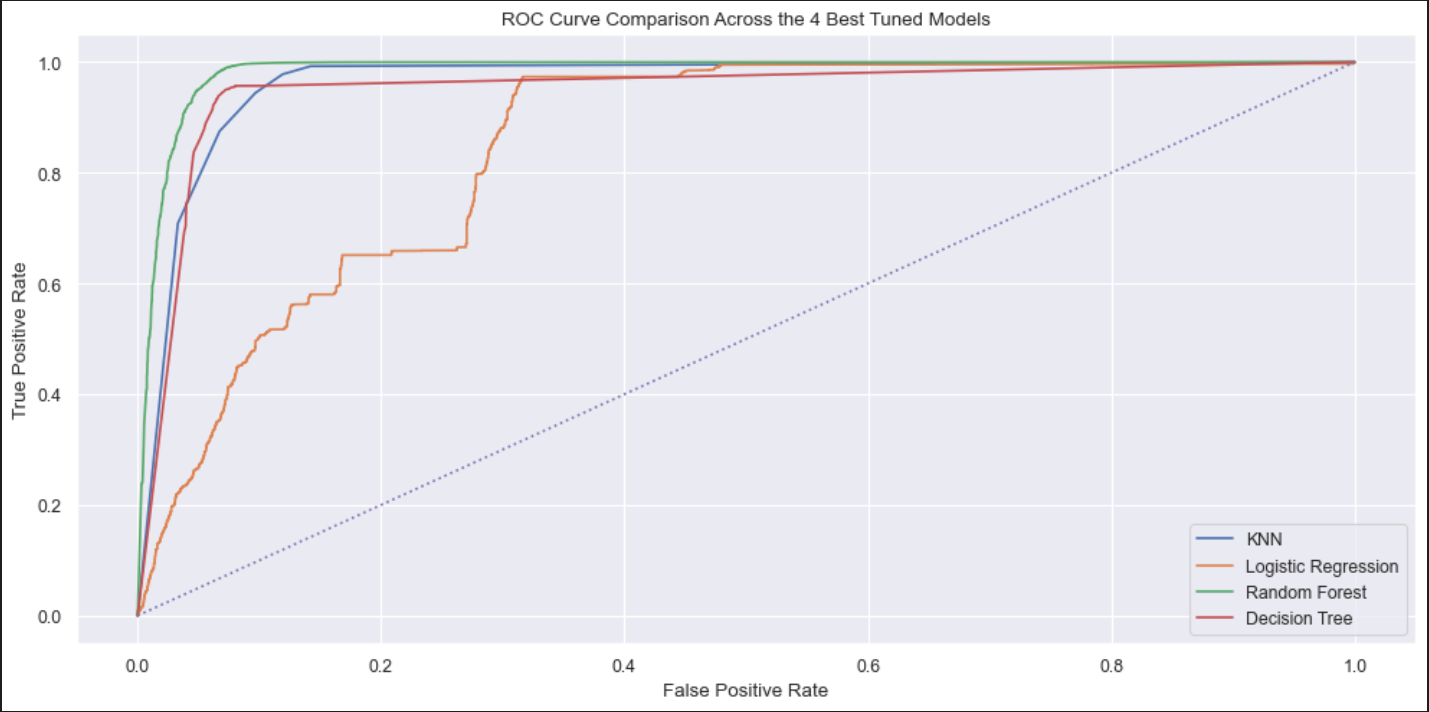 ROC Curve Comparison Across the 4 Best Tuned Models
1.0
0.8
0.6
0.4
0.2
0.0
True Positive Rate
0.0 0.2 0.4 0.6 0.8 1.0
False Positive Rate
KNN
Logistic Regression
Random Forest
Decision Tree